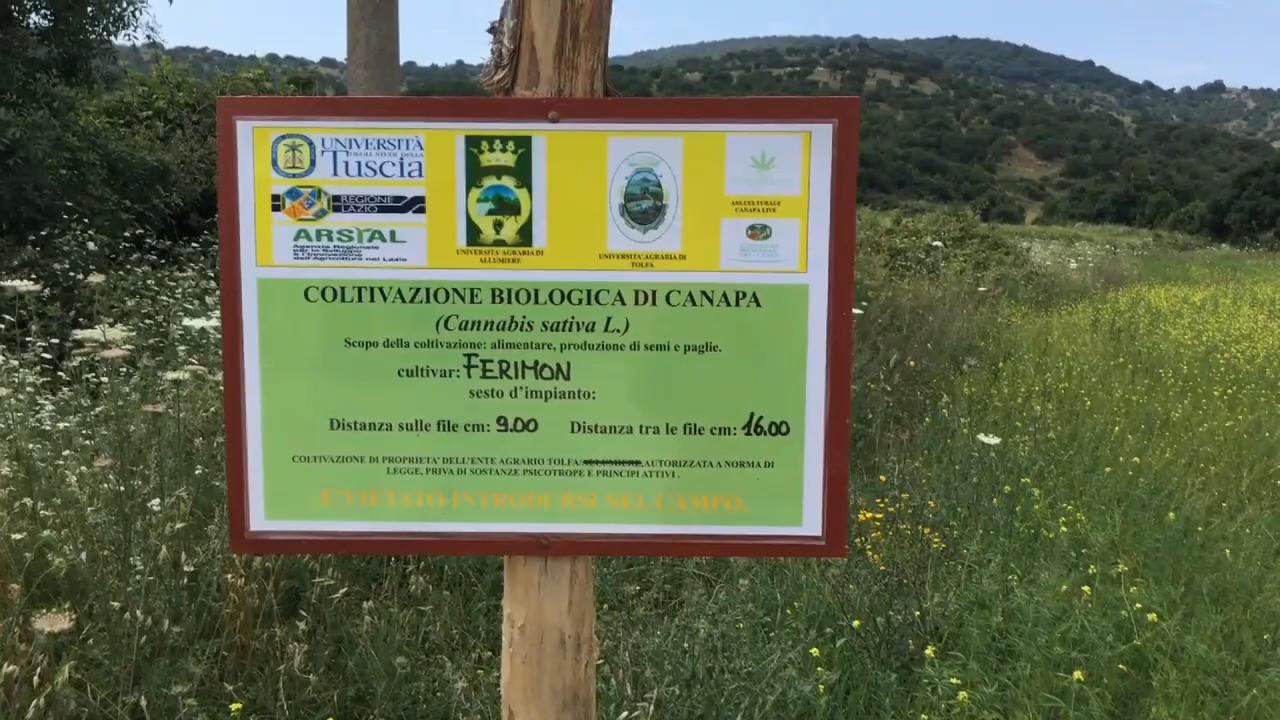 UNIVERSITÀ
DEGLI STUDI DELLA
Tuscia
REGIONE
LAZIO
ARSIAL
Agenzia Regionale
per lo Sviluppo
e l'Innovazione
dell'Agricoltura nel Lazio
UNIVERSITA' AGRARIA DI
ALLUMIERE
UNIVERSITA' AGRARIA DI
TOLFA
ASS.CULTURALE
CANAPA LIVE
COLTIVAZIONE BIOLOGICA DI CANAPA
(Cannabis sativa L.)
Scopo della coltivazione: alimentare, produzione di semi e paglie.
cultivar: FERIMON
sesto d'impianto:
Distanza sulle file cm: 9.00 Distanza tra le file cm: 16.00
COLTIVAZIONE DI PROPRIETA' DELL'ENTE AGRARIO TOLFA/ALLUMIERE, AUTORIZZATA A NORMA DI
LEGGE, PRIVA DI SOSTANZE PSICOTROPE E PRINCIPI ATTIVI .
E'VIETATO INTRODURSI NEL CAMPO.